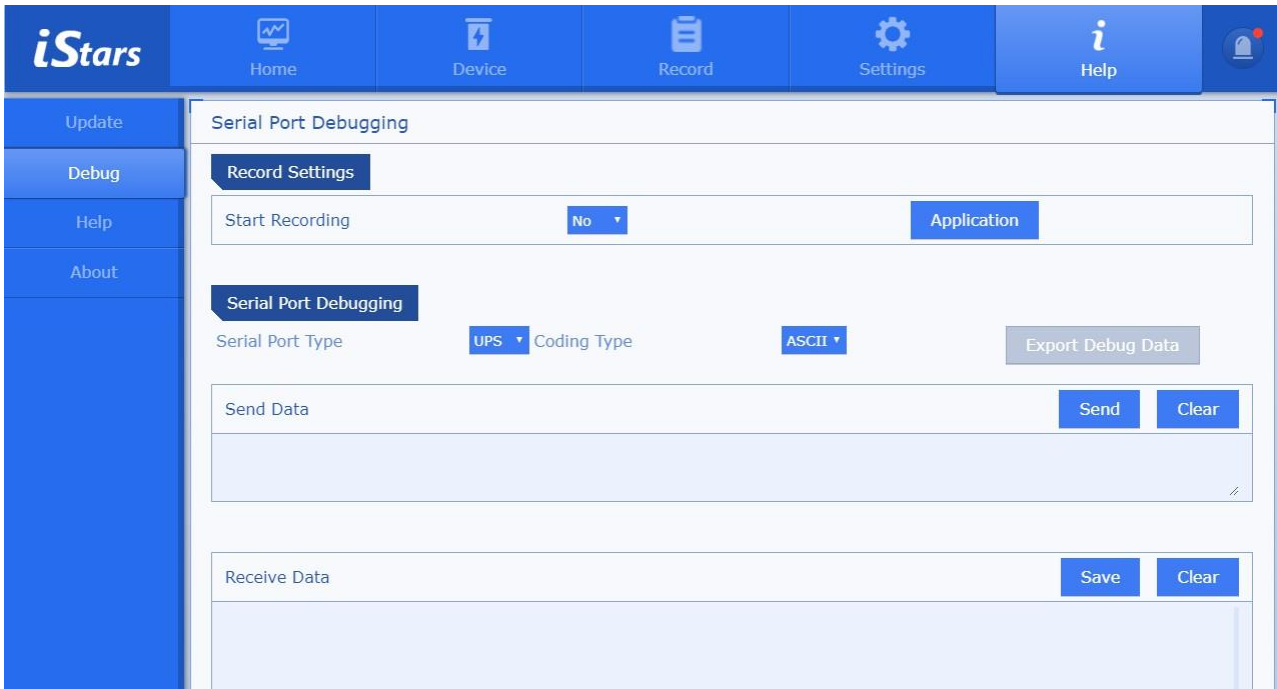 iStars
Home
Device
Record
Settings
Help
Update
Debug
Help
About
Serial Port Debugging
Record Settings
Start Recording No Application
Serial Port Debugging
Serial Port Type UPS Coding Type ASCII Export Debug Data
Send Data Send Clear
Receive Data Save Clear